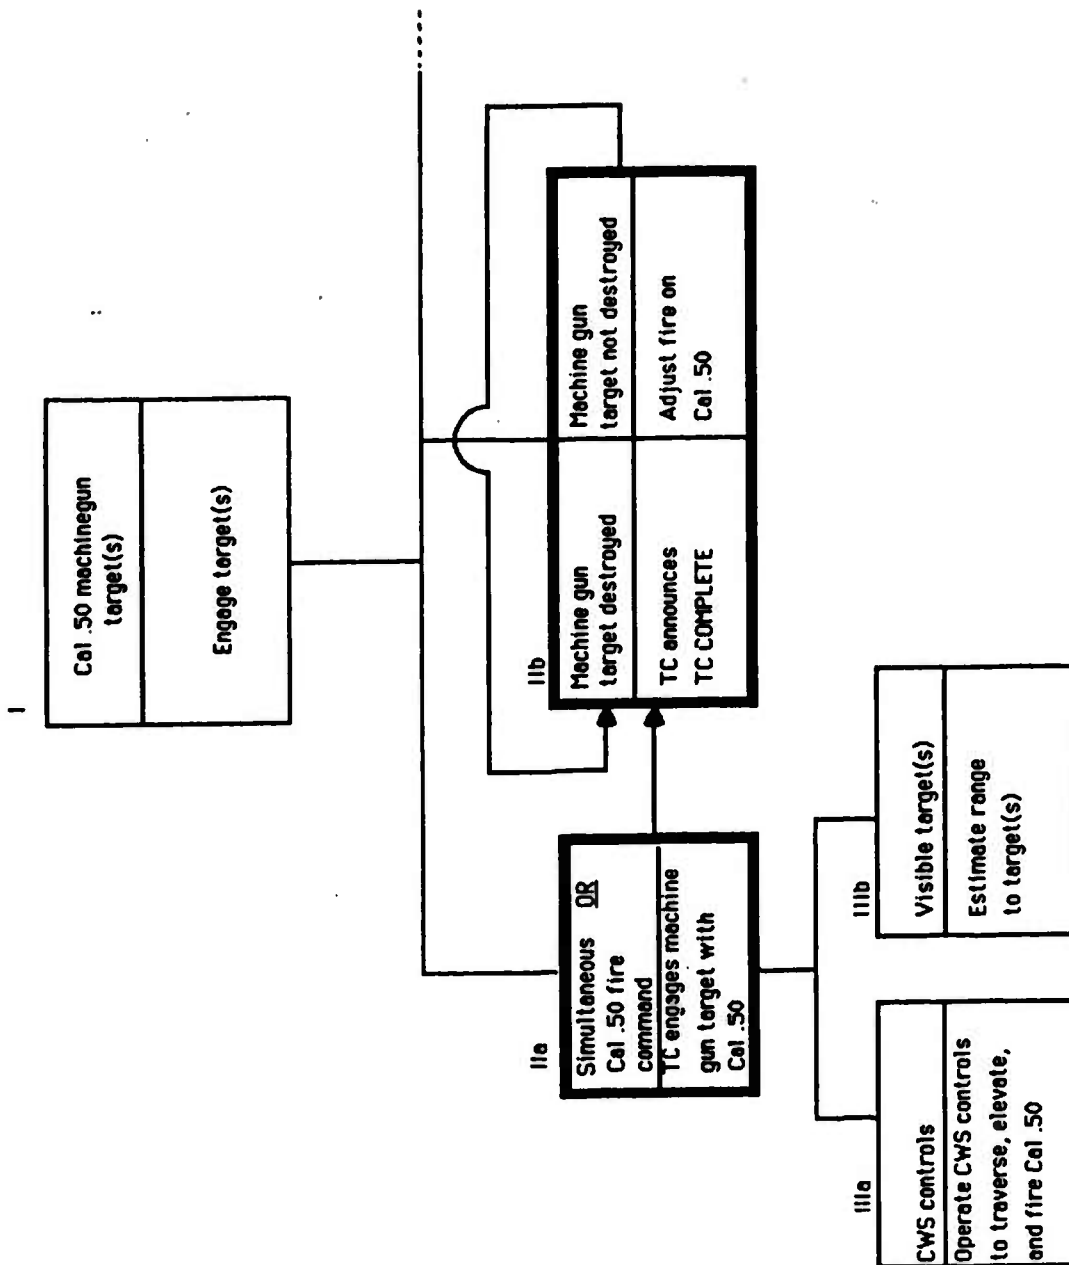 I
Cal .50 machinegun
target(s)
Engage target(s)
IIa
Simultaneous OR
Cal .50 fire
command
TC engages machine
gun target with
Cal .50
IIb
Machine gun
target destroyed
TC announces
TC COMPLETE
Machine gun
target not destroyed
Adjust fire on
Cal .50
IIIa
CWS controls
Operate CWS controls
to traverse, elevate,
and fire Cal .50
IIIb
Visible target(s)
Estimate range
to target(s)